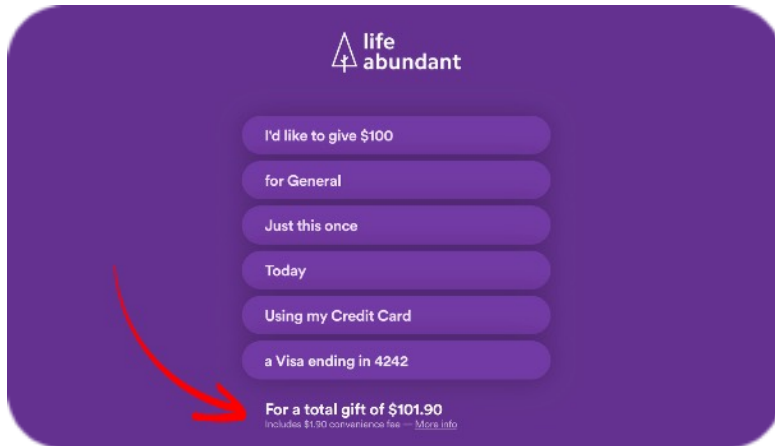 life
abundant
I'd like to give $100
for General
Just this once
Today
Using my Credit Card
a Visa ending in 4242
For a total gift of $101.90
Includes $1.90 convenience fee — More info